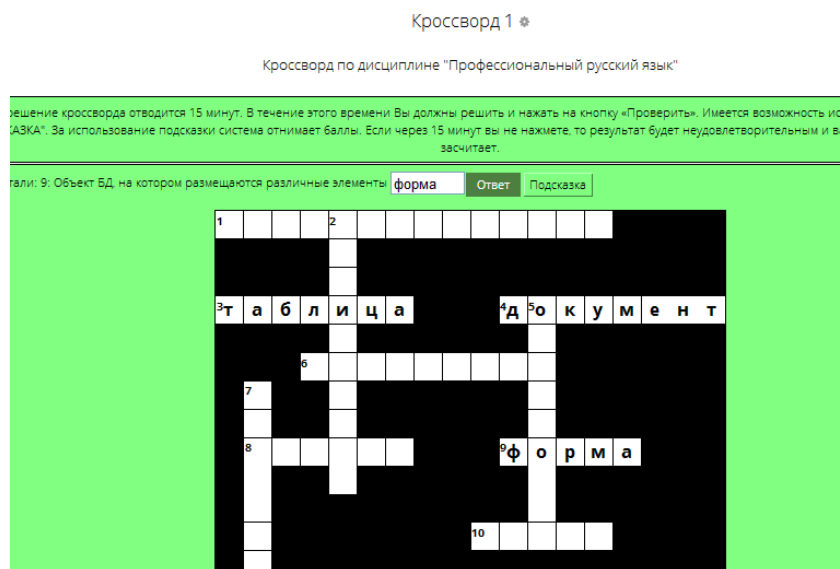 Кроссворд 1
Кроссворд по дисциплине "Профессиональный русский язык"
решение кроссворда отводится 15 минут. В течение этого времени Вы должны решить и нажать на кнопку «Проверить». Имеется возможность ис
СКАЗКА". За использование подсказки система отнимает баллы. Если через 15 минут вы не нажмете, то результат будет неудовлетворительным и в
засчитает.
тали: 9: Объект БД, на котором размещаются различные элементы форма Ответ Подсказка
1 2
3 т а б л и ц а 4 д 5 о к у м е н т
6
7
8 9 ф о р м а
10